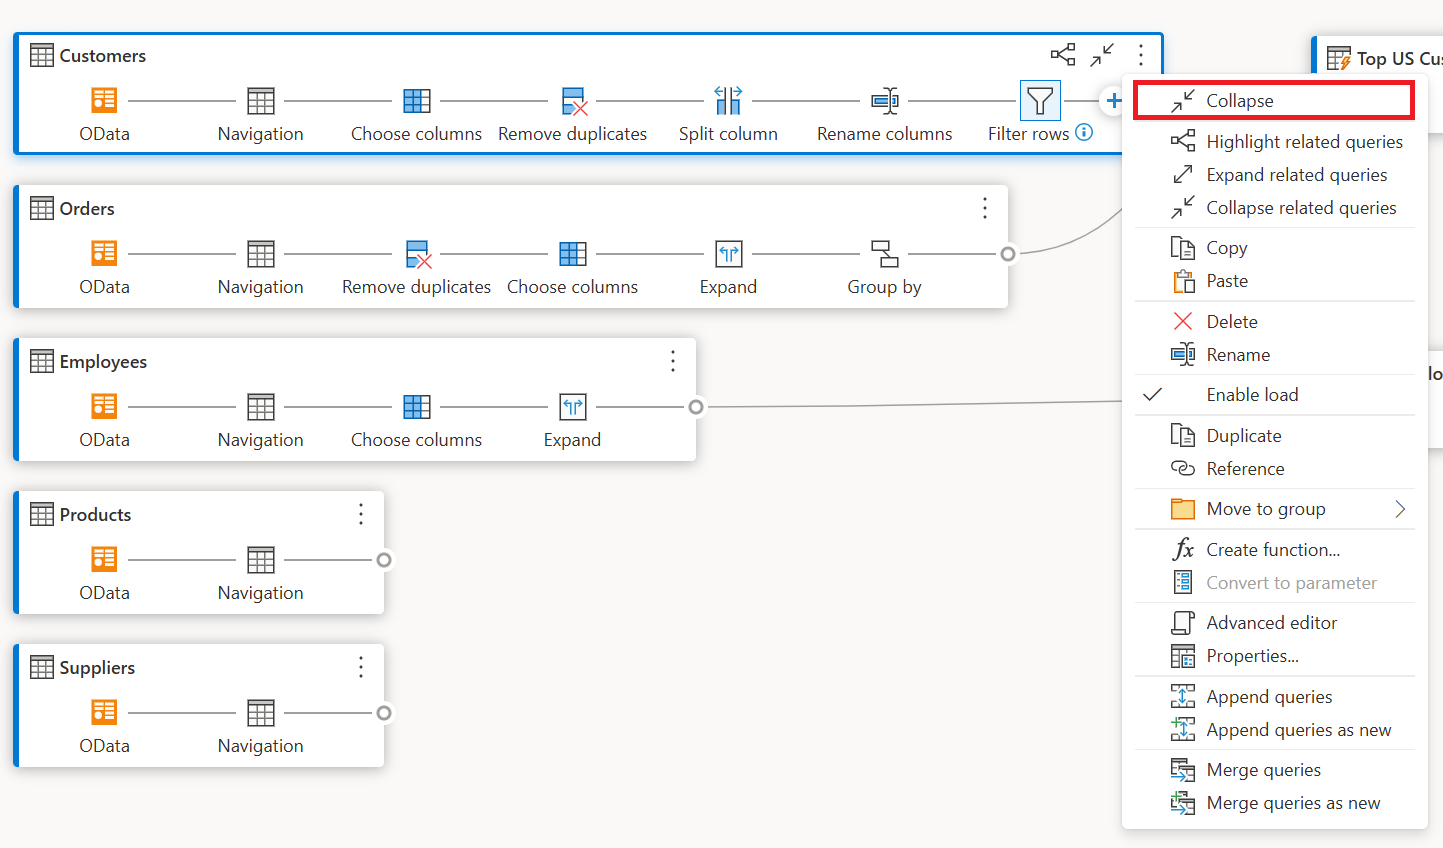 Customers
OData
Navigation
Choose columns
Remove duplicates
Split column
Rename columns
Filter rows
Orders
OData
Navigation
Remove duplicates
Choose columns
Expand
Group by
Employees
OData
Navigation
Choose columns
Expand
Products
OData
Navigation
Suppliers
OData
Navigation
Top US Cus
Collapse
Highlight related queries
Expand related queries
Collapse related queries
Copy
Paste
Delete
Rename
Enable load
Duplicate
Reference
Move to group
Create function...
Convert to parameter
Advanced editor
Properties...
Append queries
Append queries as new
Merge queries
Merge queries as new